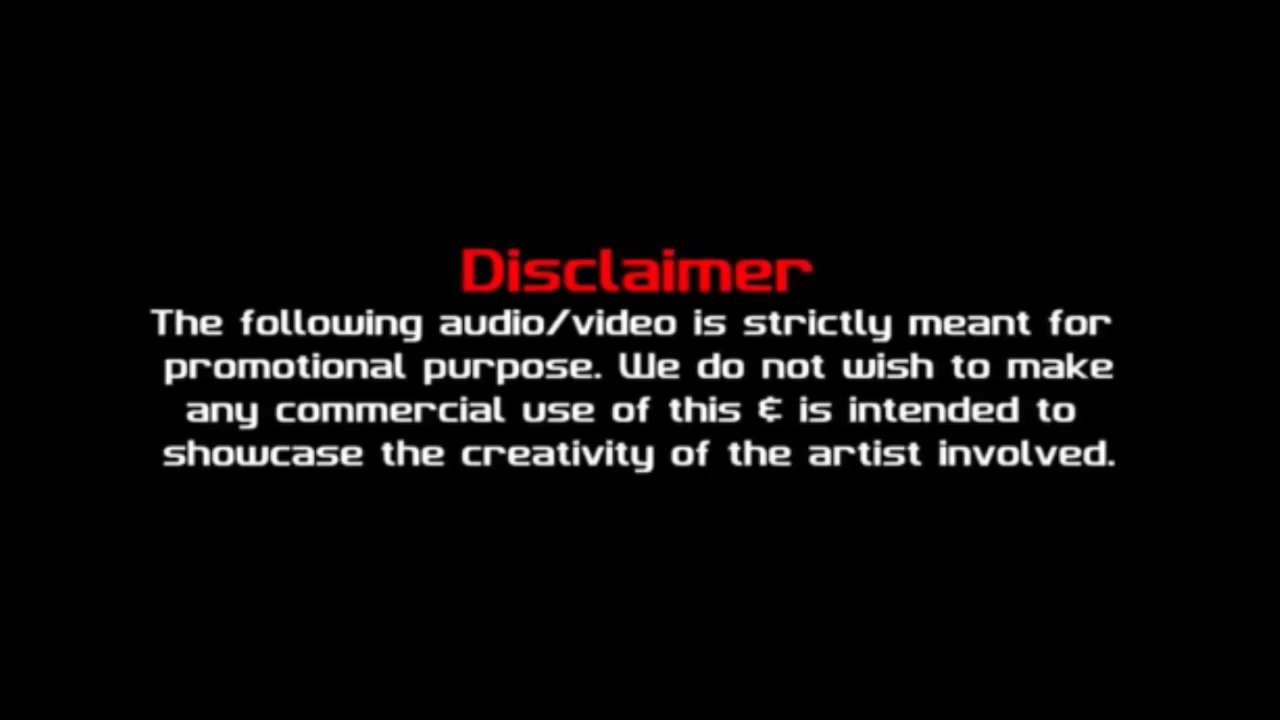 Disclaimer
The following audio/video is strictly meant for
promotional purpose. We do not wish to make
any commercial use of this & is intended to
showcase the creativity of the artist involved.